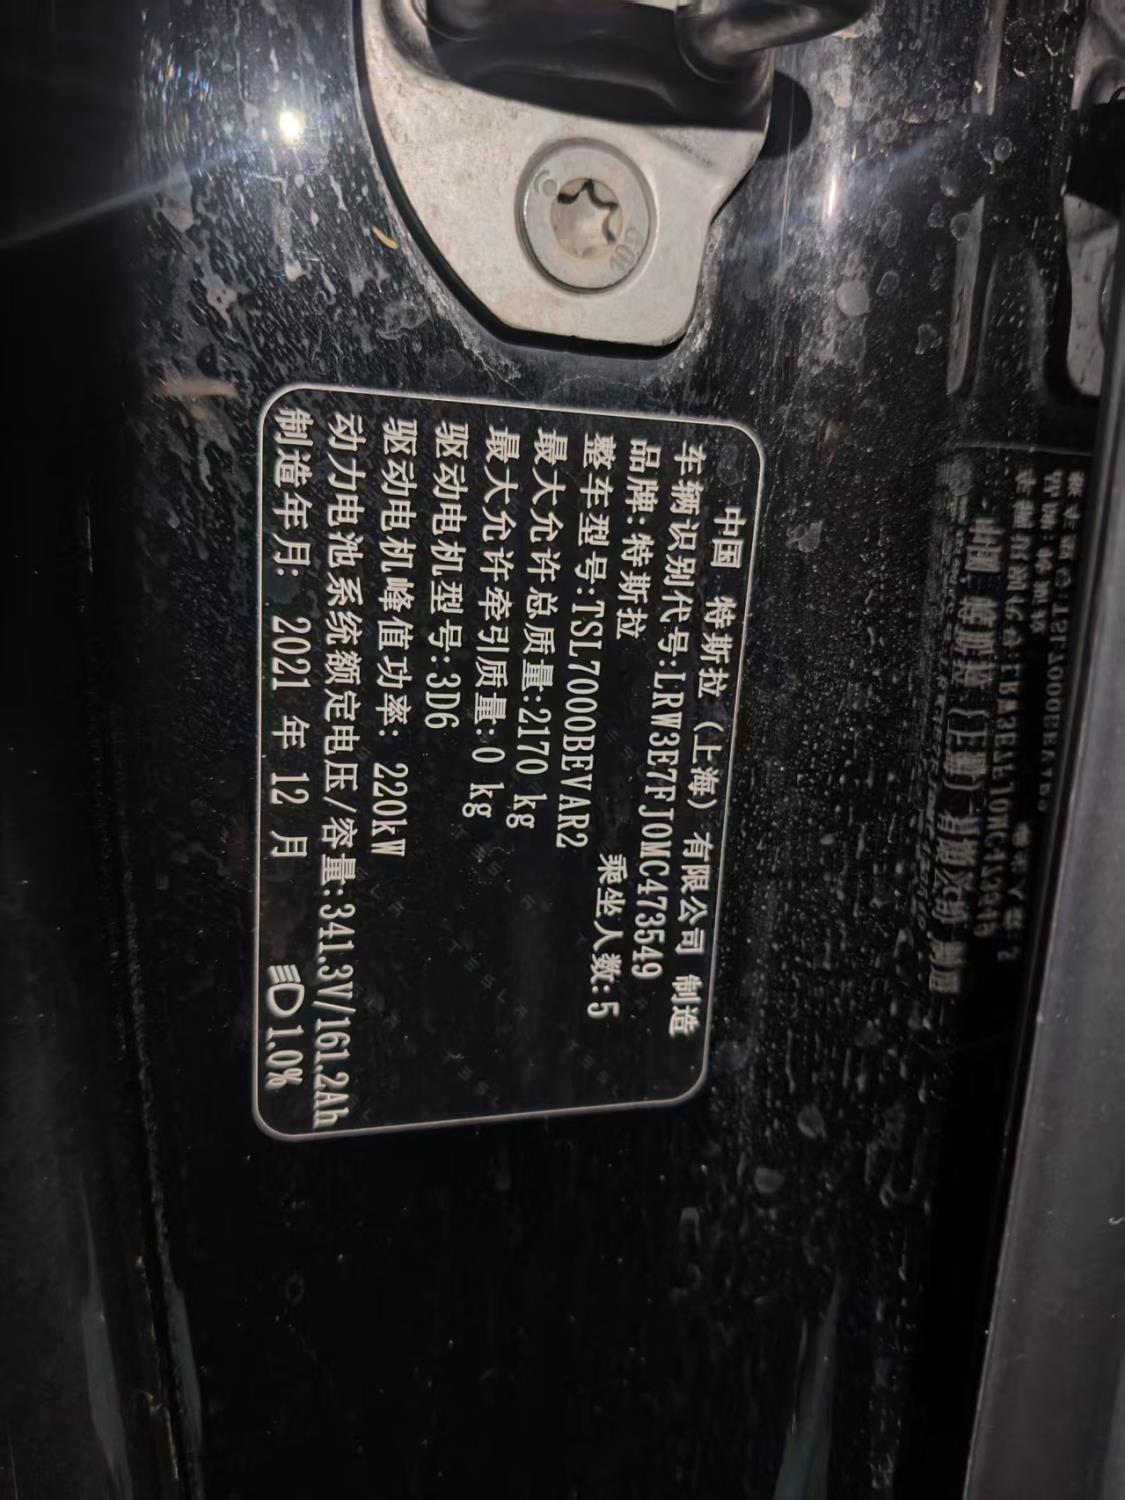 中国 特斯拉（上海）有限公司 制造
车辆识别代号:LRW3E7FJ0MC473549
品牌:特斯拉 乘坐人数:5
整车型号:TSL7000BEVAR2
最大允许总质量:2170 kg
最大允许牵引质量:0 kg
驱动电机型号:3D6
驱动电机峰值功率: 220kW
动力电池系统额定电压/容量:341.3V/161.2Ah
制造年月: 2021 年 12 月 1.0%